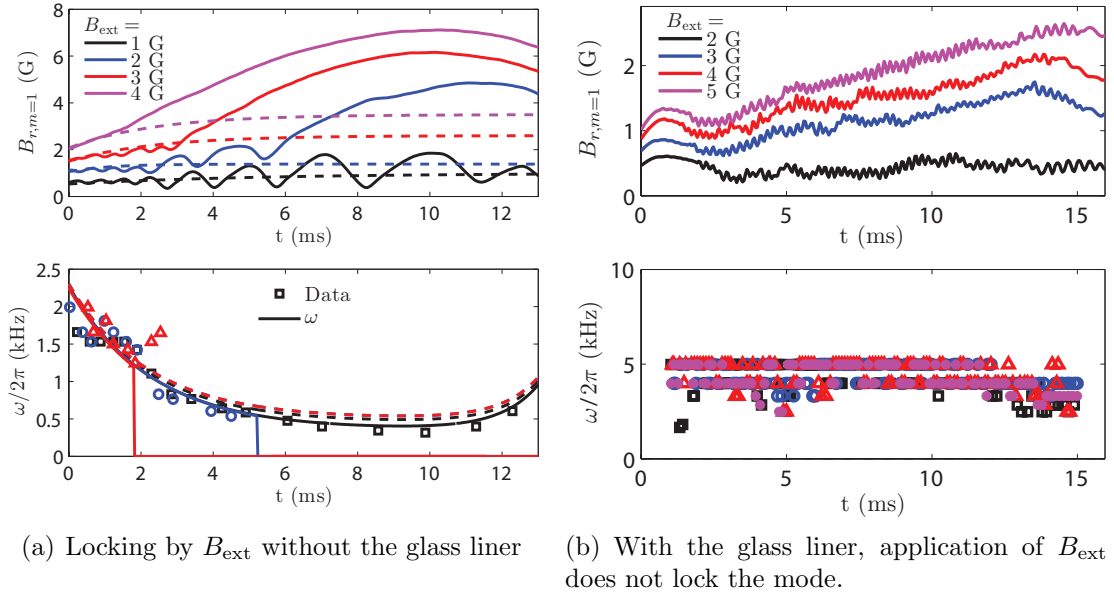 B_ext =
1 G
2 G
3 G
4 G
B_{r,m=1} (G)
8
6
4
2
0
0 2 4 6 8 10 12
t (ms)
B_ext =
2 G
3 G
4 G
5 G
B_{r,m=1} (G)
2
1
0
0 5 10 15
t (ms)
Data
ω
ω/2π (kHz)
2.5
2
1.5
1
0.5
0
0 2 4 6 8 10 12
t (ms)
ω/2π (kHz)
10
5
0
0 5 10 15
t (ms)
(a) Locking by B_ext without the glass liner
(b) With the glass liner, application of B_ext
does not lock the mode.